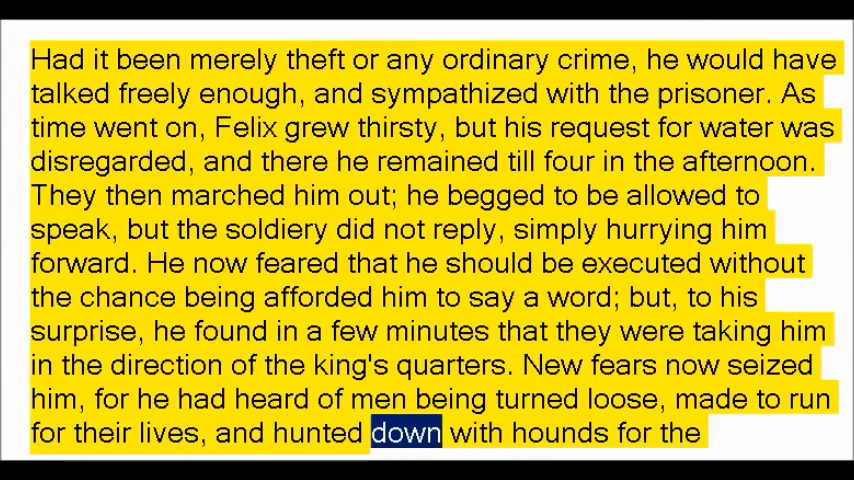 Had it been merely theft or any ordinary crime, he would have
talked freely enough, and sympathized with the prisoner. As
time went on, Felix grew thirsty, but his request for water was
disregarded, and there he remained till four in the afternoon.
They then marched him out; he begged to be allowed to
speak, but the soldiery did not reply, simply hurrying him
forward. He now feared that he should be executed without
the chance being afforded him to say a word; but, to his
surprise, he found in a few minutes that they were taking him
in the direction of the king's quarters. New fears now seized
him, for he had heard of men being turned loose, made to run
for their lives, and hunted down with hounds for the